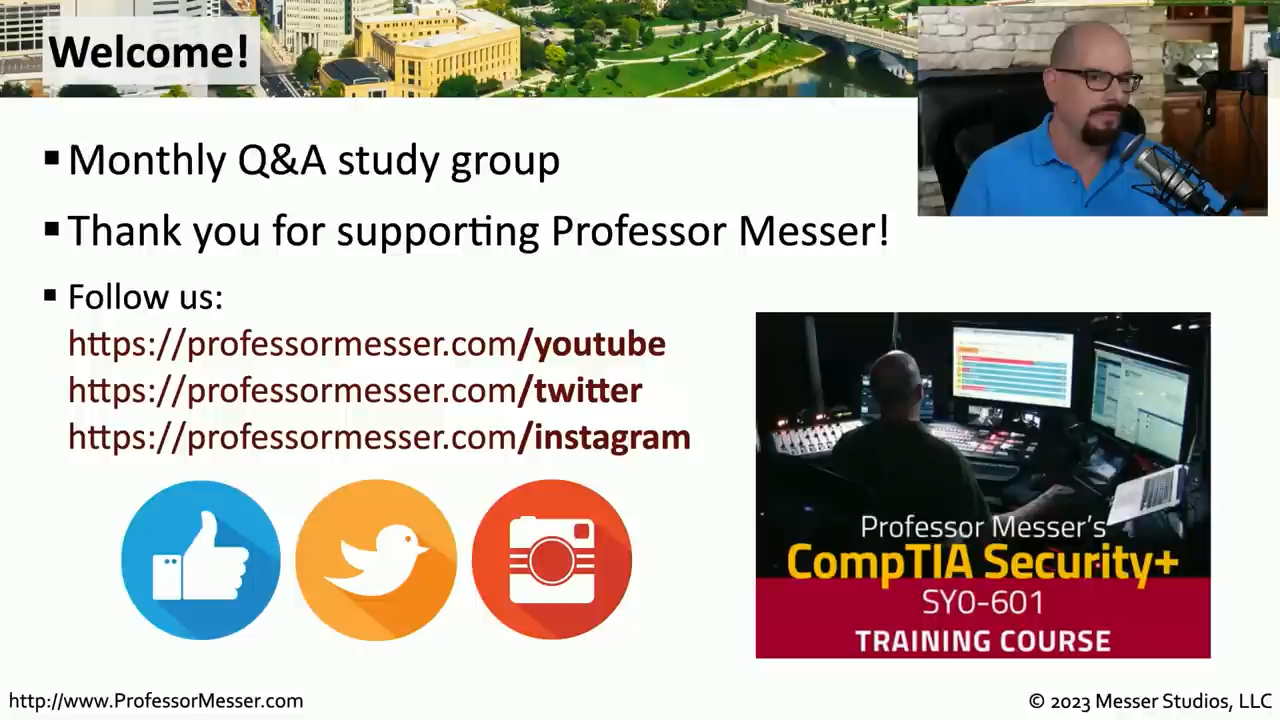 Welcome!
▪ Monthly Q&A study group
▪ Thank you for supporting Professor Messer!
▪ Follow us:
https://professormesser.com/youtube
https://professormesser.com/twitter
https://professormesser.com/instagram
Professor Messer's
CompTIA Security+
SY0-601
TRAINING COURSE
http://www.ProfessorMesser.com
© 2023 Messer Studios, LLC